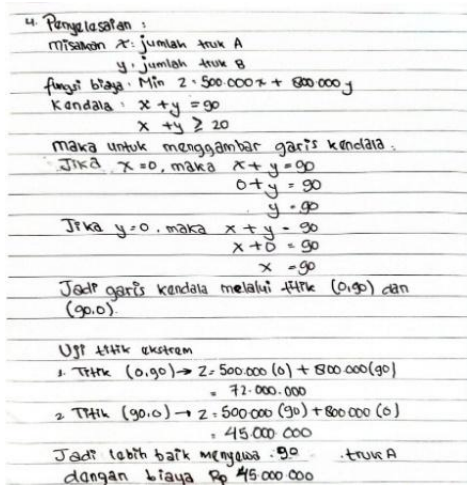 4. Penyelesaian :
misalkan x : jumlah truk A
y : jumlah truk B
fungsi biaya : Min Z = 500.000x + 800.000y
Kendala : x + y = 90
x + y ≥ 20
maka untuk menggambar garis kendala :
Jika x = 0, maka x + y = 90
0 + y = 90
y = 90
Jika y = 0, maka x + y = 90
x + 0 = 90
x = 90
Jadi garis kendala melalui titik (0,90) dan
(90,0).
Uji titik ekstrem
1. Titik (0,90) → Z = 500.000 (0) + 800.000 (90)
= 72.000.000
2. Titik (90,0) → Z = 500.000 (90) + 800.000 (0)
= 45.000.000
Jadi lebih baik menyewa 90 truk A
dangan biaya Rp 45.000.000